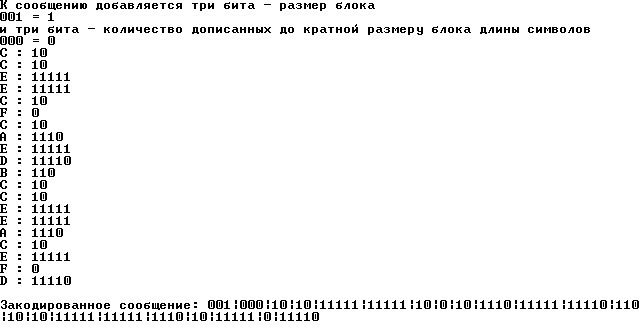 К сообщению добавляется три бита - размер блока
001 = 1
и три бита - количество дописанных до кратной размеру блока длины символов
000 = 0
C : 10
C : 10
E : 11111
E : 11111
C : 10
F : 0
C : 10
A : 1110
E : 11111
D : 11110
B : 110
C : 10
C : 10
E : 11111
E : 11111
A : 1110
C : 10
E : 11111
F : 0
D : 11110
Закодированное сообщение: 001¦000¦10¦10¦11111¦11111¦10¦0¦10¦1110¦11111¦11110¦110
¦10¦10¦11111¦11111¦1110¦10¦11111¦0¦11110